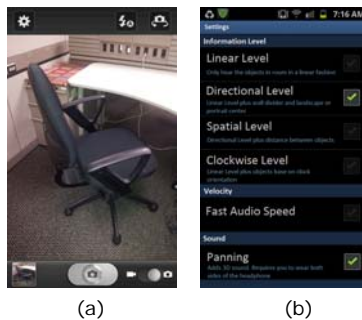 7:16 AM
Settings
Information Level
Linear Level
Only hear the objects in room in a linear fashion
Directional Level
Linear Level plus wall divider and landscape or
portrait center
Spatial Level
Directional Level plus distance between objects
Clockwise Level
Linear Level plus objects base on clock
orientation
Velocity
Fast Audio Speed
Sound
Panning
Adds 3D sound. Requires you to wear both
sides of the headphone
(a)
(b)